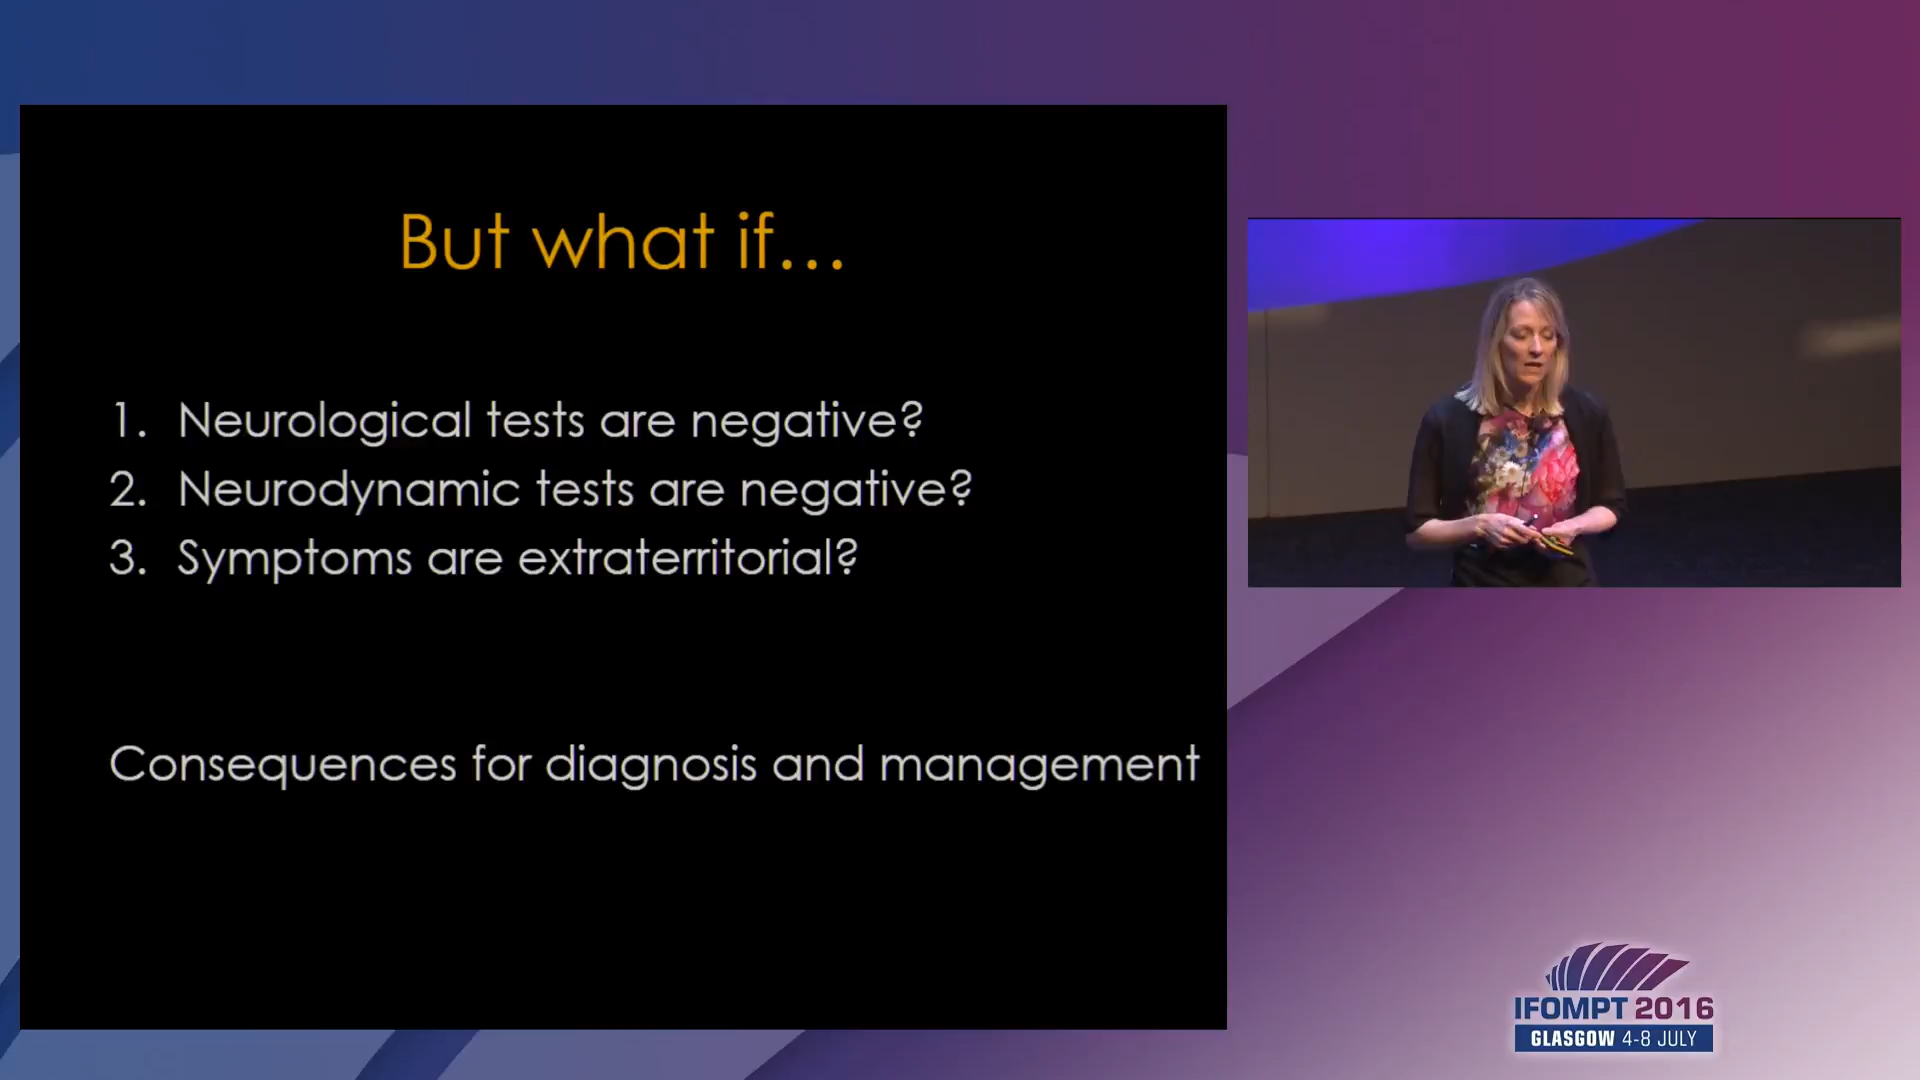 But what if...
1. Neurological tests are negative?
2. Neurodynamic tests are negative?
3. Symptoms are extraterritorial?
Consequences for diagnosis and management
IFOMPT 2016
GLASGOW 4-8 JULY